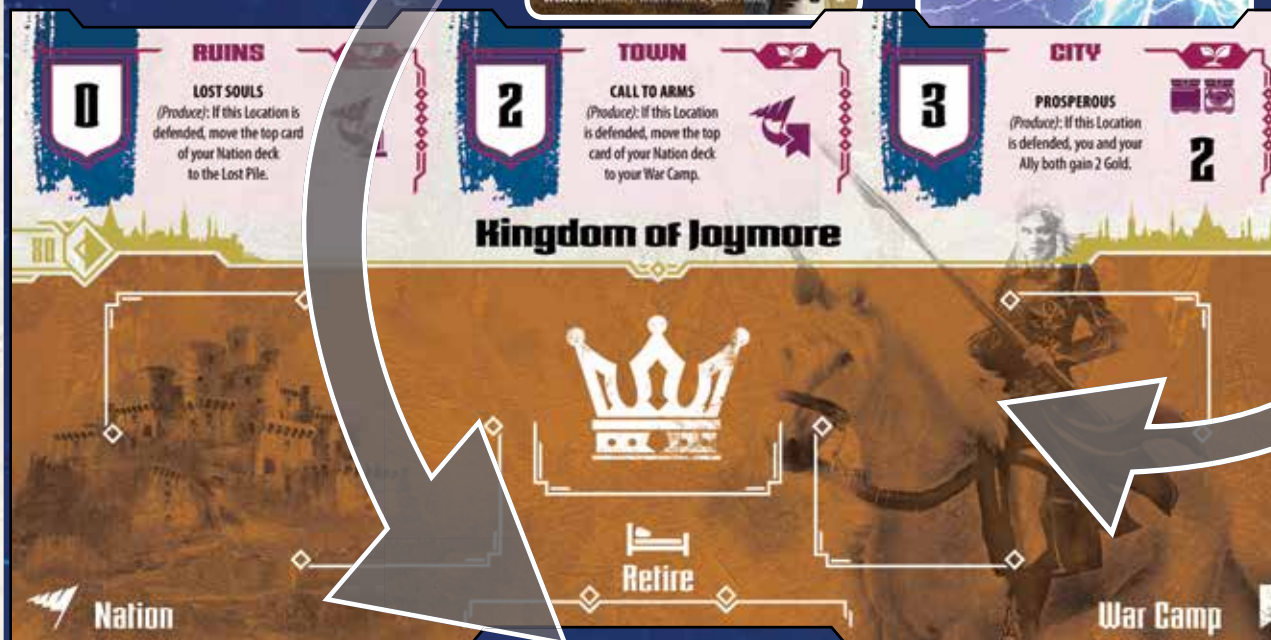 RUINS
0
LOST SOULS
(Produce): If this Location is
defended, move the top card
of your Nation deck
to the Lost Pile.
TOWN
2
CALL TO ARMS
(Produce): If this Location
is defended, move the top
card of your Nation deck
to your War Camp.
CITY
3
PROSPEROUS
(Produce): If this Location
is defended, you and your
Ally both gain 2 Gold.
2
Kingdom of Joymore
Retire
Nation
War Camp